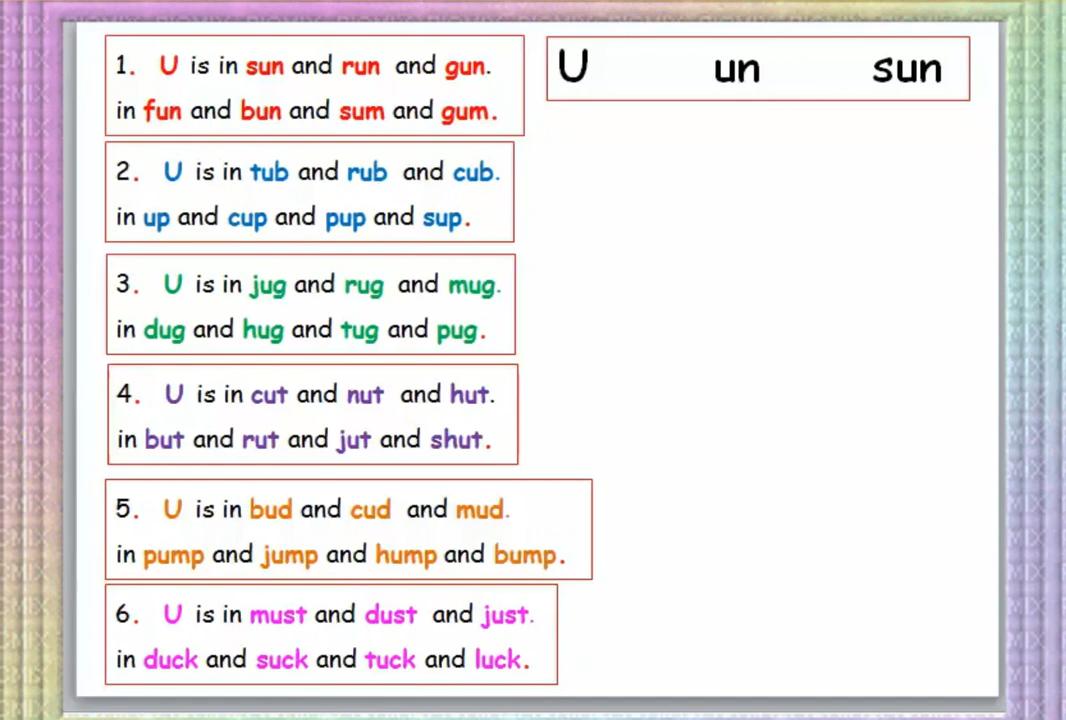 1. U is in sun and run and gun.
in fun and bun and sum and gum.
U un sun
2. U is in tub and rub and cub.
in up and cup and pup and sup.
3. U is in jug and rug and mug.
in dug and hug and tug and pug.
4. U is in cut and nut and hut.
in but and rut and jut and shut.
5. U is in bud and cud and mud.
in pump and jump and hump and bump.
6. U is in must and dust and just.
in duck and suck and tuck and luck.